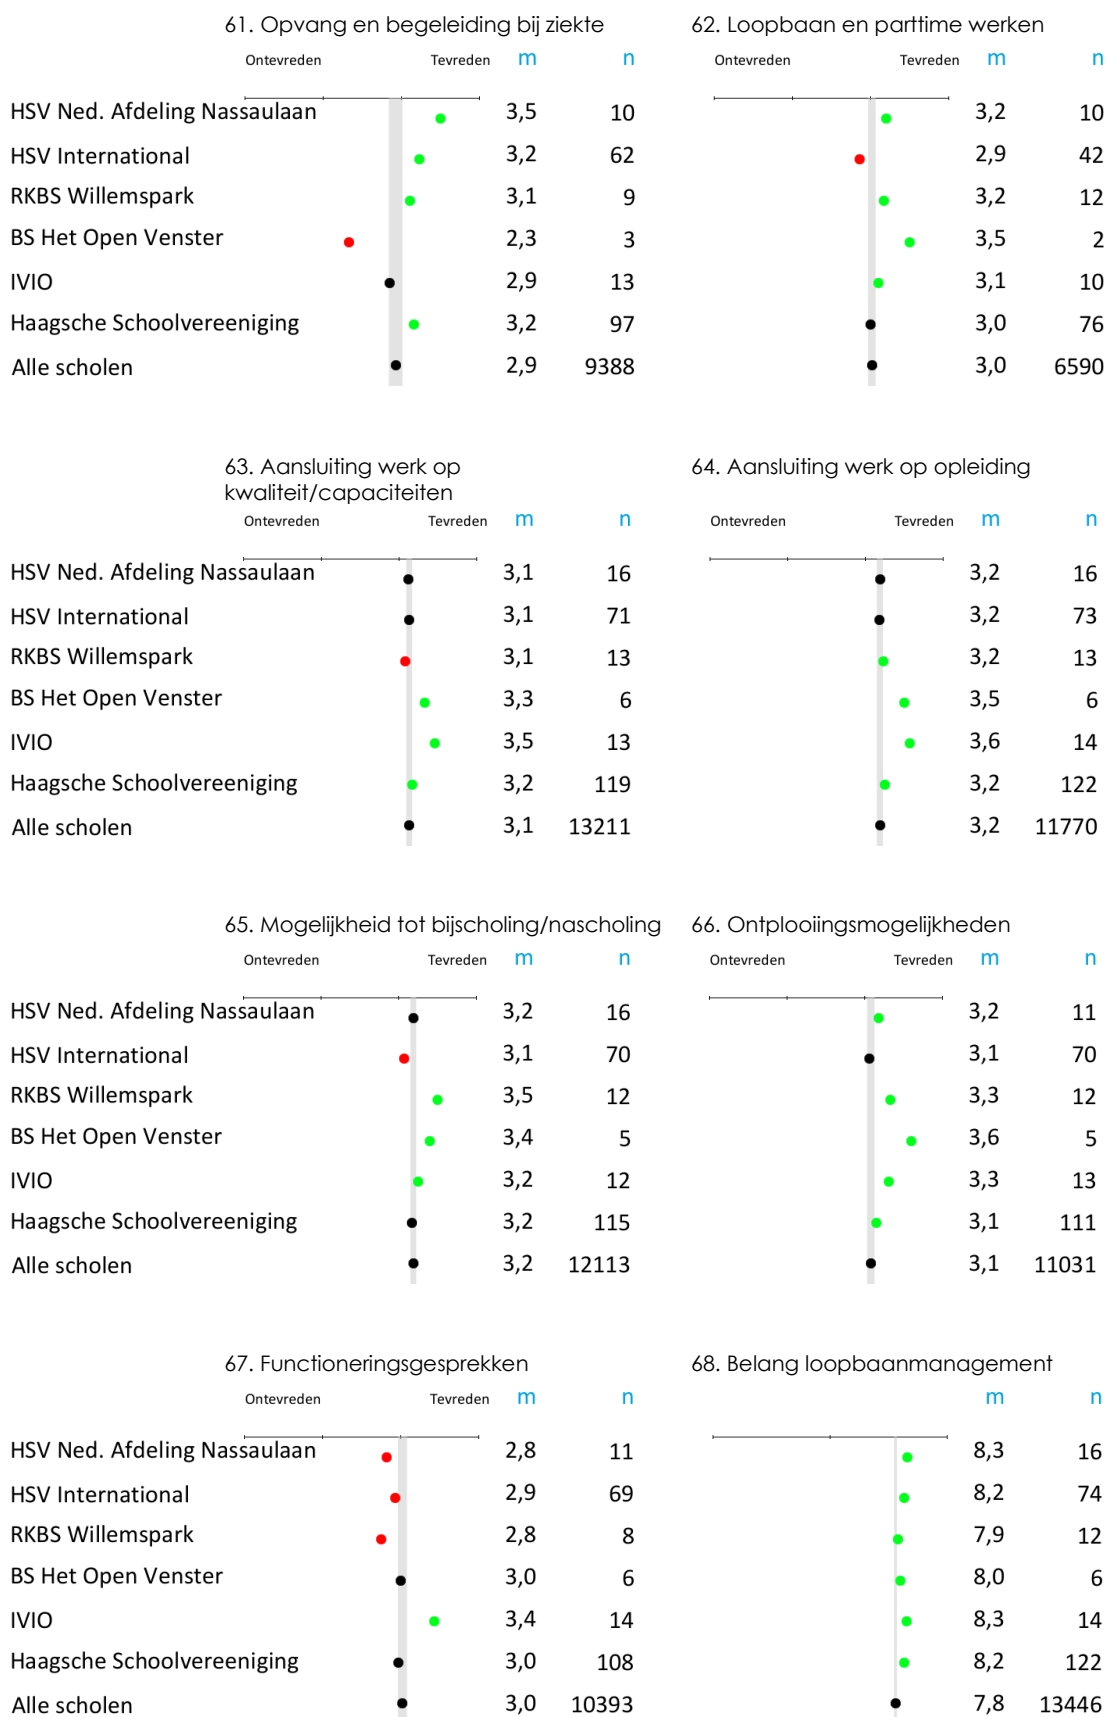 61. Opvang en begeleiding bij ziekte
Ontevreden Tevreden m n
HSV Ned. Afdeling Nassaulaan 3,5 10
HSV International 3,2 62
RKBS Willemspark 3,1 9
BS Het Open Venster 2,3 3
IVIO 2,9 13
Haagsche Schoolvereeniging 3,2 97
Alle scholen 2,9 9388
62. Loopbaan en parttime werken
Ontevreden Tevreden m n
3,2 10
2,9 42
3,2 12
3,5 2
3,1 10
3,0 76
3,0 6590
63. Aansluiting werk op
kwaliteit/capaciteiten
Ontevreden Tevreden m n
HSV Ned. Afdeling Nassaulaan 3,1 16
HSV International 3,1 71
RKBS Willemspark 3,1 13
BS Het Open Venster 3,3 6
IVIO 3,5 13
Haagsche Schoolvereeniging 3,2 119
Alle scholen 3,1 13211
64. Aansluiting werk op opleiding
Ontevreden Tevreden m n
3,2 16
3,2 73
3,2 13
3,5 6
3,6 14
3,2 122
3,2 11770
65. Mogelijkheid tot bijscholing/nascholing
Ontevreden Tevreden m n
HSV Ned. Afdeling Nassaulaan 3,2 16
HSV International 3,1 70
RKBS Willemspark 3,5 12
BS Het Open Venster 3,4 5
IVIO 3,2 12
Haagsche Schoolvereeniging 3,2 115
Alle scholen 3,2 12113
66. Ontplooiingsmogelijkheden
Ontevreden Tevreden m n
3,2 11
3,1 70
3,3 12
3,6 5
3,3 13
3,1 111
3,1 11031
67. Functioneringsgesprekken
Ontevreden Tevreden m n
HSV Ned. Afdeling Nassaulaan 2,8 11
HSV International 2,9 69
RKBS Willemspark 2,8 8
BS Het Open Venster 3,0 6
IVIO 3,4 14
Haagsche Schoolvereeniging 3,0 108
Alle scholen 3,0 10393
68. Belang loopbaanmanagement
m n
8,3 16
8,2 74
7,9 12
8,0 6
8,3 14
8,2 122
7,8 13446